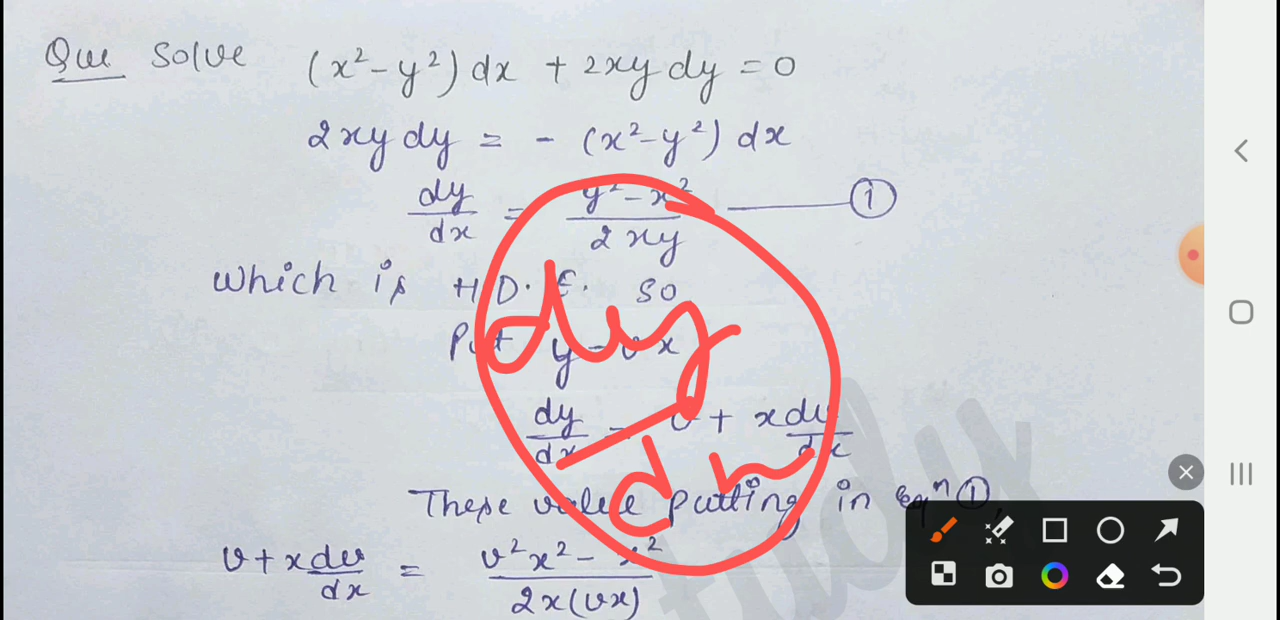 Que Solve (x²-y²) dx + 2xy dy = 0
2xy dy = - (x²-y²) dx
dy/dx = y²-x²/2xy ——— ①
Which is H.D.E. So
Put y = vx
dy/dx = v + x dv/dx
These value putting in Eqⁿ ①,
v + x dv/dx = v²x² - x²/2x(vx)
dy
dx